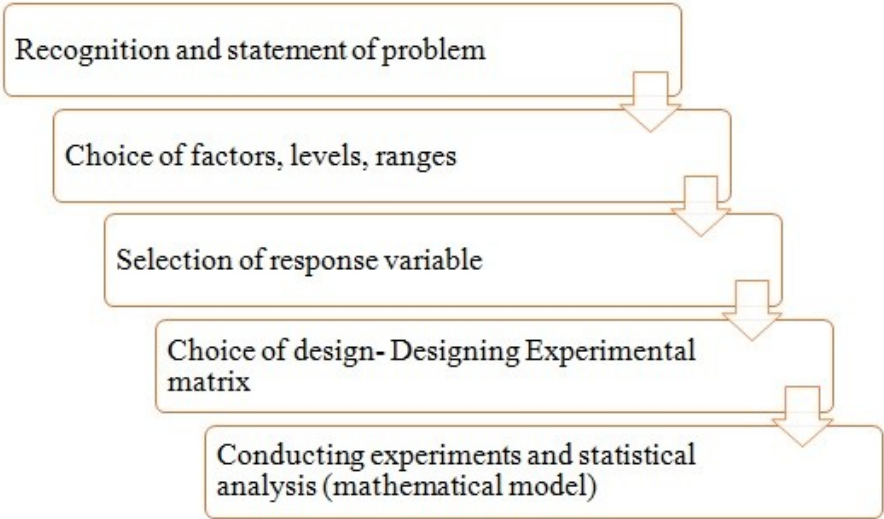 Recognition and statement of problem
Choice of factors, levels, ranges
Selection of response variable
Choice of design- Designing Experimental
matrix
Conducting experiments and statistical
analysis (mathematical model)